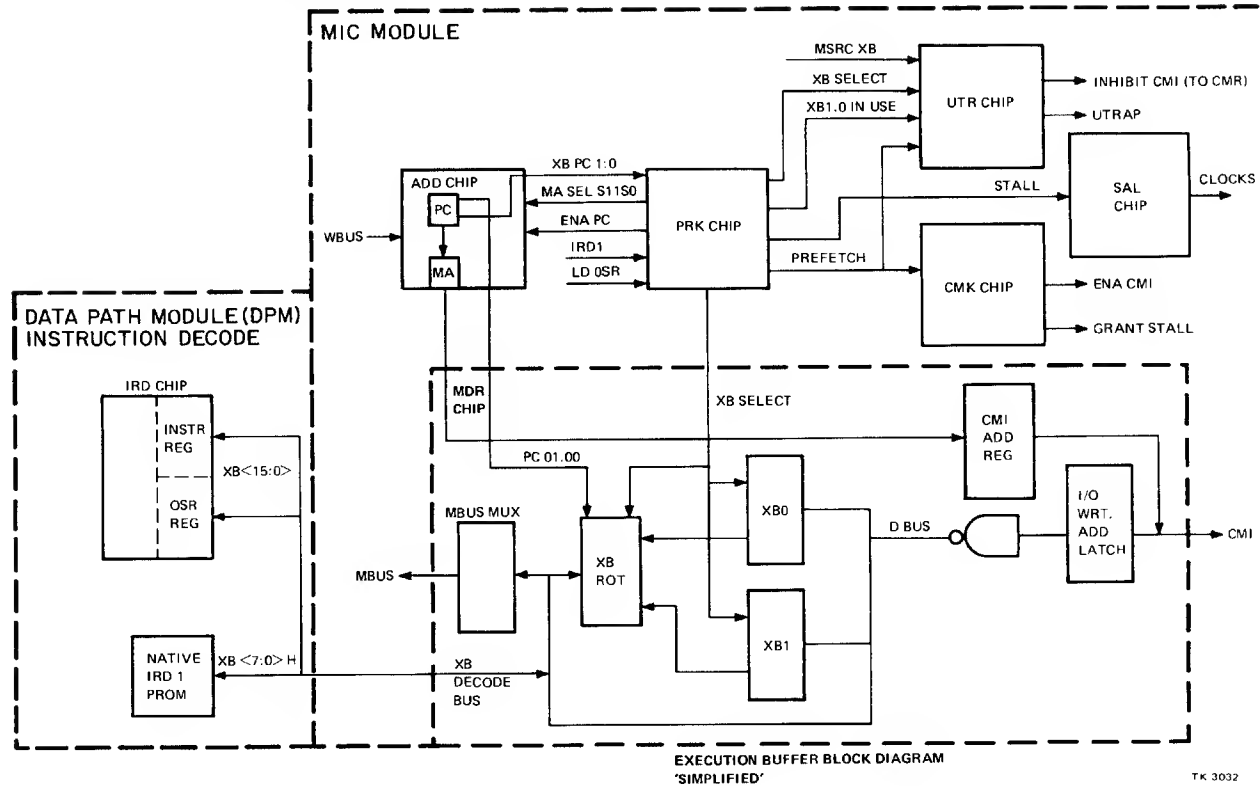 MIC MODULE
MSRC XB
XB SELECT
XB1.0 IN USE
UTR CHIP
INHIBIT CMI (TO CMR)
UTRAP
XB PC 1:0
ADD CHIP
PC
MA SEL S11S0
ENA PC
IRD1
LD 0SR
WBUS
MA
PRK CHIP
STALL
SAL
CHIP
CLOCKS
PREFETCH
CMK CHIP
ENA CMI
GRANT STALL
DATA PATH MODULE (DPM)
INSTRUCTION DECODE
IRD CHIP
INSTR
REG
XB<15:0>
OSR
REG
MDR
CHIP
XB SELECT
CMI
ADD
REG
PC 01.00
MBUS MUX
XB0
I/O
WRT.
ADD
LATCH
D BUS
CMI
MBUS
XB
ROT
XB1
NATIVE
IRD 1
PROM
XB <7:0> H
XB
DECODE
BUS
EXECUTION BUFFER BLOCK DIAGRAM
'SIMPLIFIED'
TK 3032